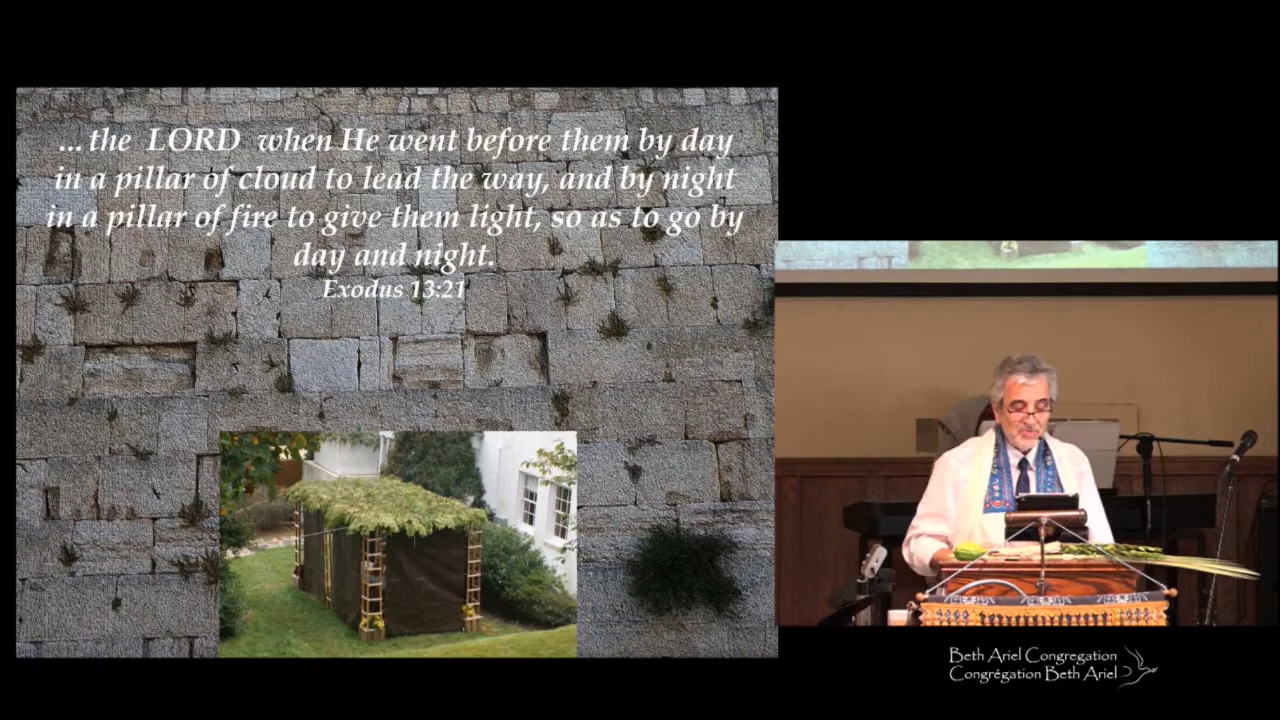 ...the LORD when He went before them by day
in a pillar of cloud to lead the way, and by night
in a pillar of fire to give them light, so as to go by
day and night.
Exodus 13:21
Beth Ariel Congregation
Congrégation Beth Ariel